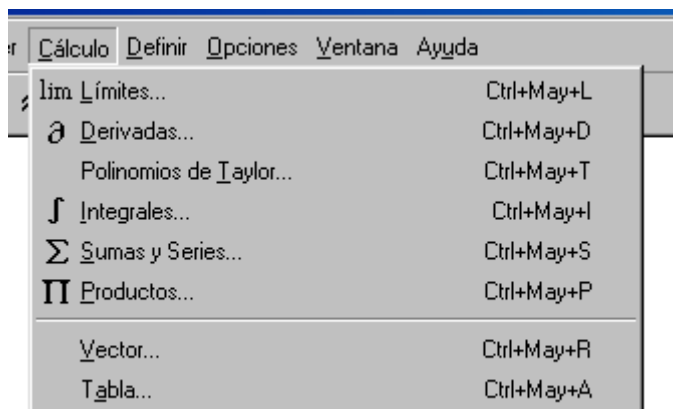 r Cálculo Definir Opciones Ventana Ayuda
lim Límites... Ctrl+May+L
∂ Derivadas... Ctrl+May+D
Polinomios de Taylor... Ctrl+May+T
∫ Integrales... Ctrl+May+I
∑ Sumas y Series... Ctrl+May+S
∏ Productos... Ctrl+May+P
Vector... Ctrl+May+R
Tabla... Ctrl+May+A